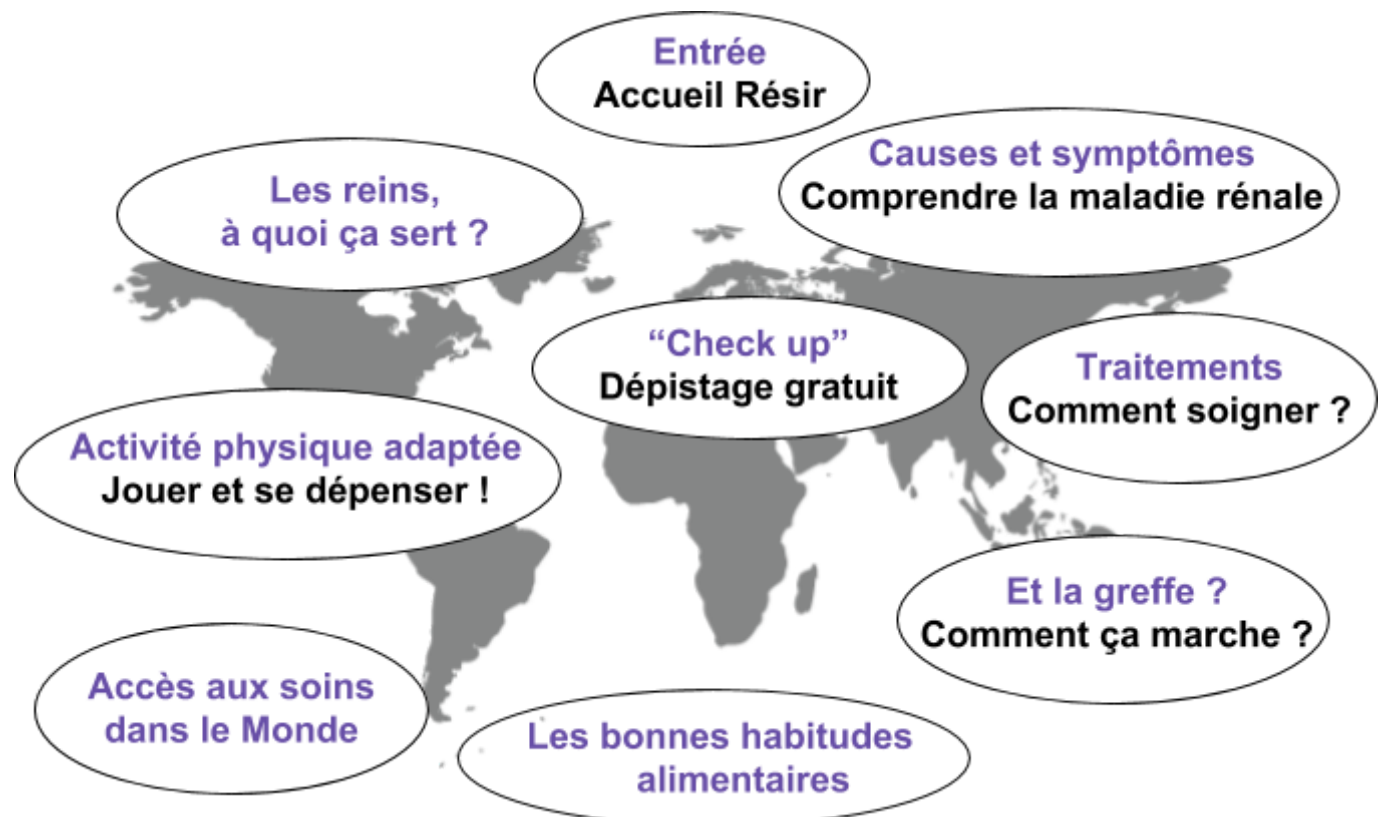 Entrée
Accueil Résir
Causes et symptômes
Comprendre la maladie rénale
Les reins,
à quoi ça sert ?
“Check up”
Dépistage gratuit
Traitements
Comment soigner ?
Activité physique adaptée
Jouer et se dépenser !
Et la greffe ?
Comment ça marche ?
Accès aux soins
dans le Monde
Les bonnes habitudes
alimentaires